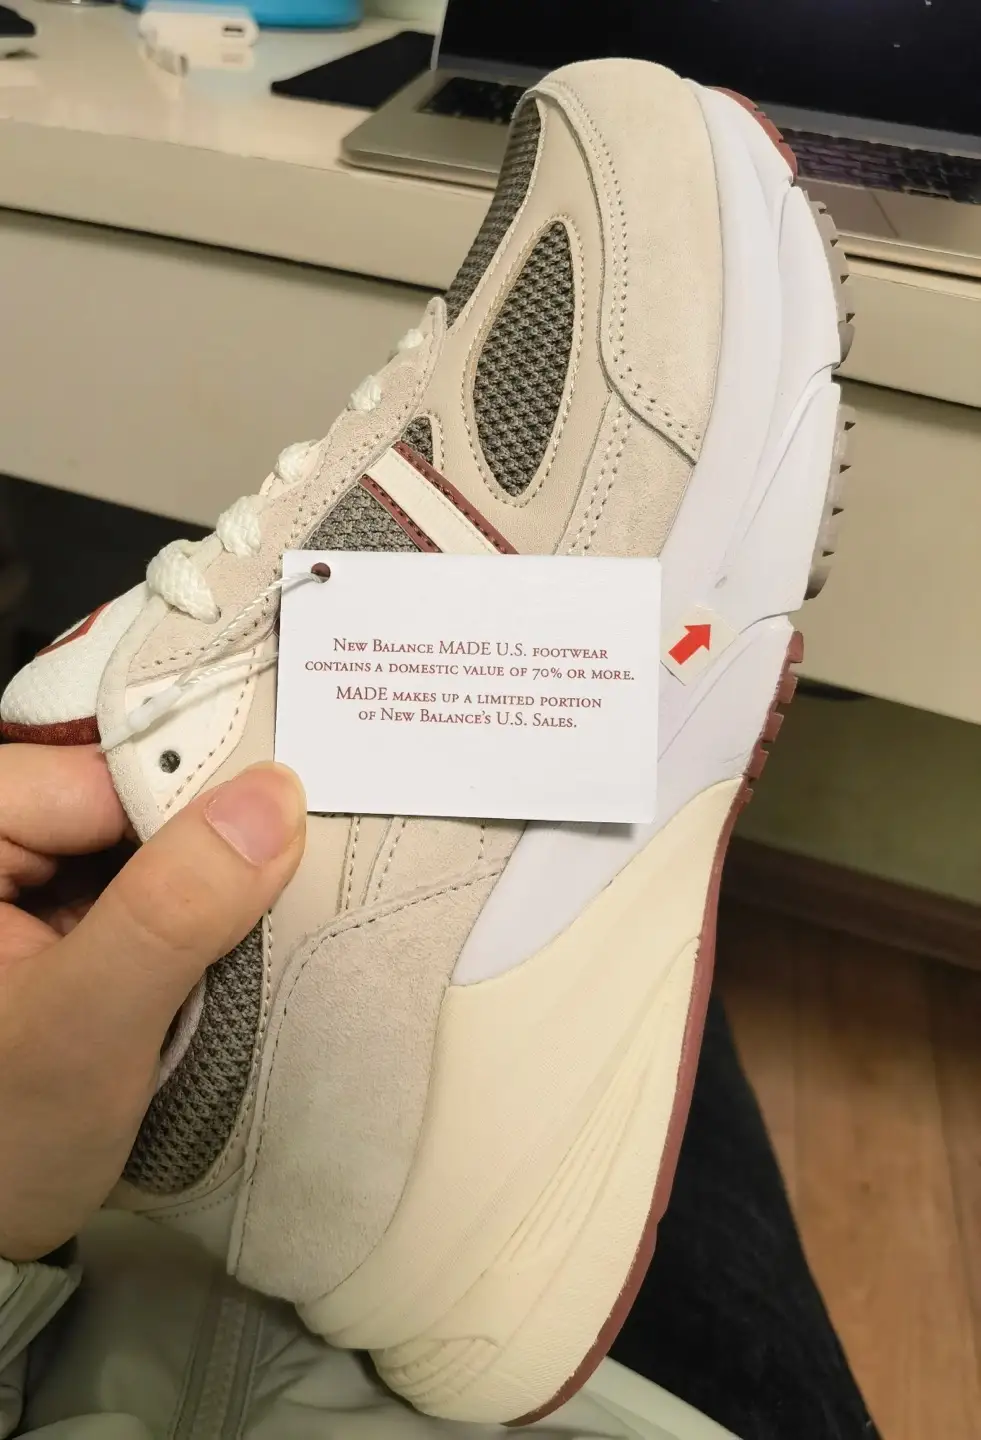 New Balance MADE U.S. footwear
contains a domestic value of 70% or more.
MADE makes up a limited portion
of New Balance's U.S. Sales.